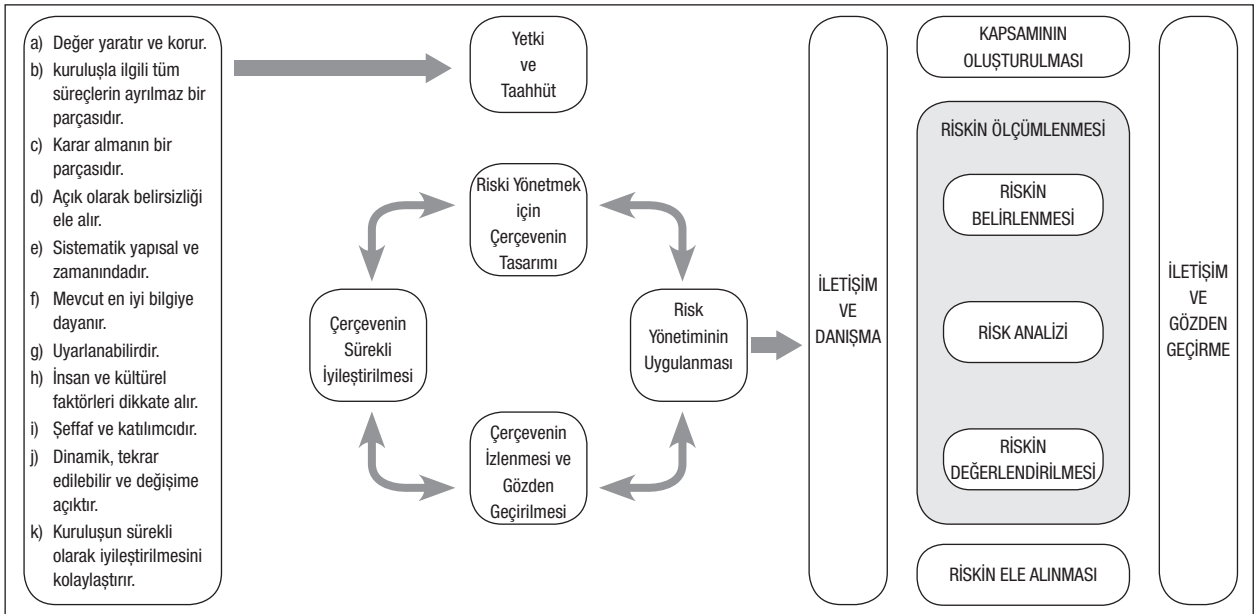 a) Değer yaratır ve korur.
b) kuruluşla ilgili tüm
süreçlerin ayrılmaz bir
parçasıdır.
c) Karar almanın bir
parçasıdır.
d) Açık olarak belirsizliği
ele alır.
e) Sistematik yapısal ve
zamanındadır.
f) Mevcut en iyi bilgiye
dayanır.
g) Uyarlanabilirdir.
h) İnsan ve kültürel
faktörleri dikkate alır.
i) Şeffaf ve katılımcıdır.
j) Dinamik, tekrar
edilebilir ve değişime
açıktır.
k) Kuruluşun sürekli
olarak iyileştirilmesini
kolaylaştırır.
Yetki
ve
Taahhüt
Riski Yönetmek
için
Çerçevenin
Tasarımı
Çerçevenin
Sürekli
İyileştirilmesi
Risk
Yönetiminin
Uygulanması
Çerçevenin
İzlenmesi ve
Gözden
Geçirilmesi
İLETİŞİM
VE
DANIŞMA
KAPSAMININ
OLUŞTURULMASI
RİSKİN ÖLÇÜMLENMESİ
RİSKİN
BELİRLENMESİ
RİSK ANALİZİ
RİSKİN
DEĞERLENDİRİLMESİ
RİSKİN ELE ALINMASI
İLETİŞİM
VE
GÖZDEN
GEÇİRME